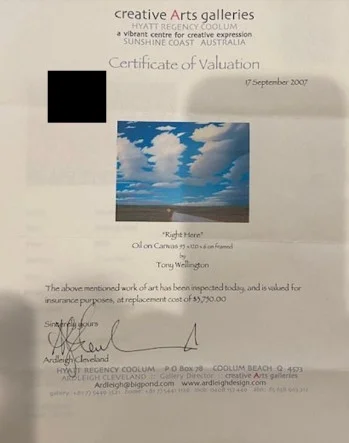 creative Arts galleries
HYATT REGENCY COOLUM
a vibrant centre for creative expression
SUNSHINE COAST AUSTRALIA
Certificate of Valuation
17 September 2007
"Right Here"
Oil on Canvas framed
by
Tony Wellington
The above mentioned work of art has been inspected today, and is valued for
insurance purposes, at replacement cost of $3,750.00
Sincerely yours
Ardleigh Cleveland
HYATT REGENCY COOLUM P O Box 78 COOLUM BEACH Q 4573
ARDLEIGH CLEVELAND :: Gallery Director creative Arts galleries
Ardleigh@bigpond.com www.ardleighdesign.com